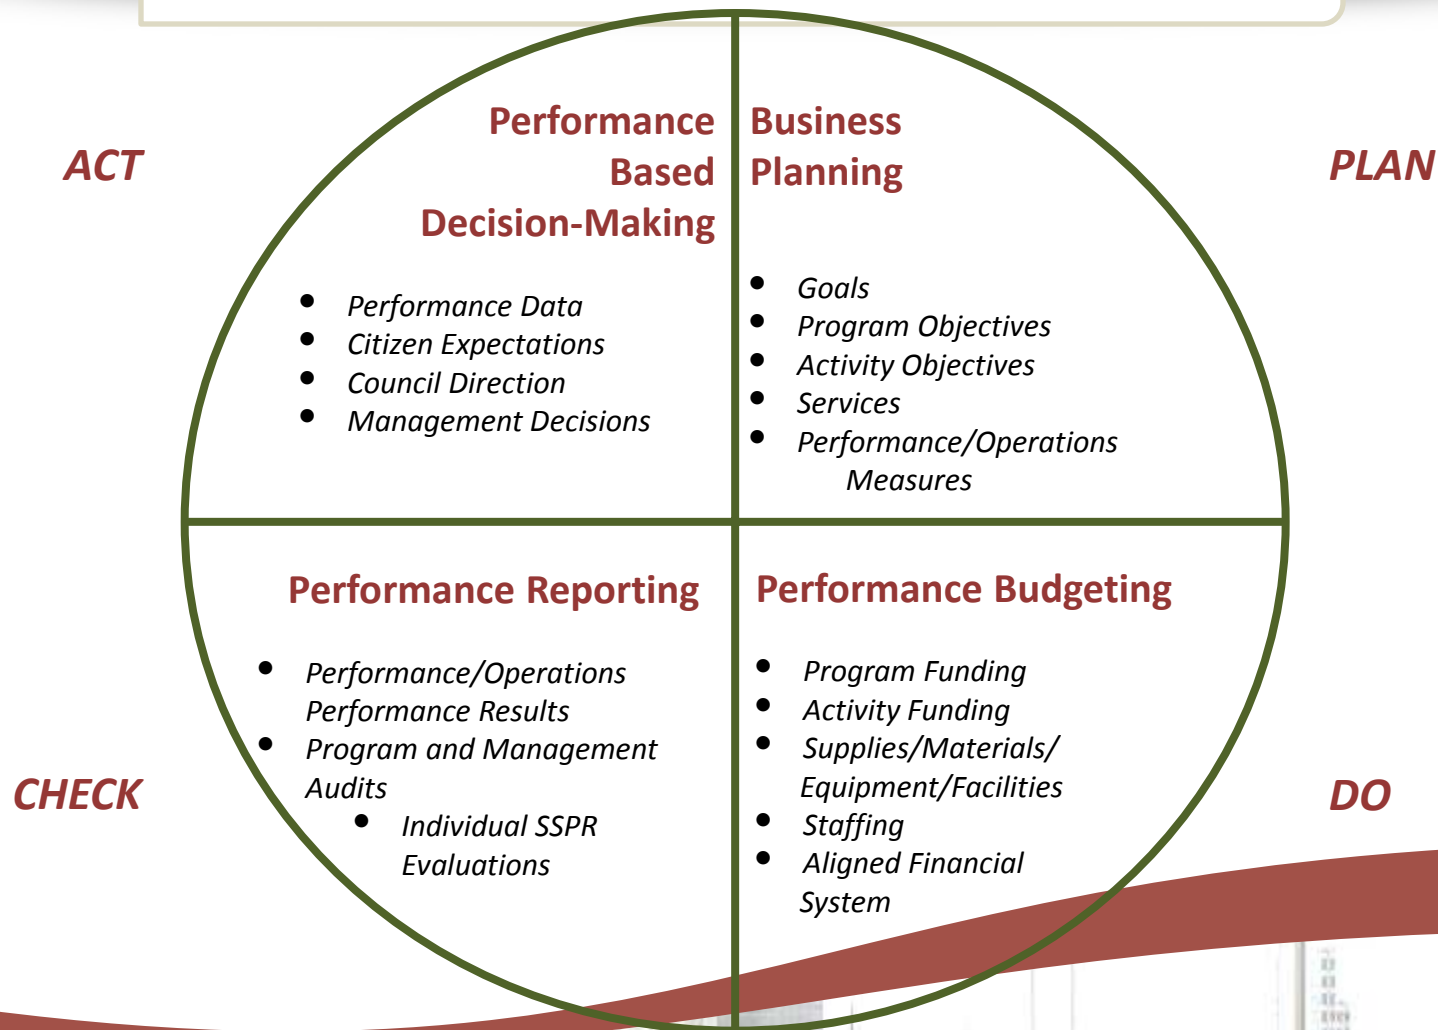 ACT
Performance
Based
Decision-Making
• Performance Data
• Citizen Expectations
• Council Direction
• Management Decisions
PLAN
Business
Planning
• Goals
• Program Objectives
• Activity Objectives
• Services
• Performance/Operations
Measures
CHECK
Performance Reporting
• Performance/Operations
Performance Results
• Program and Management
Audits
• Individual SSPR
Evaluations
DO
Performance Budgeting
• Program Funding
• Activity Funding
• Supplies/Materials/
Equipment/Facilities
• Staffing
• Aligned Financial
System